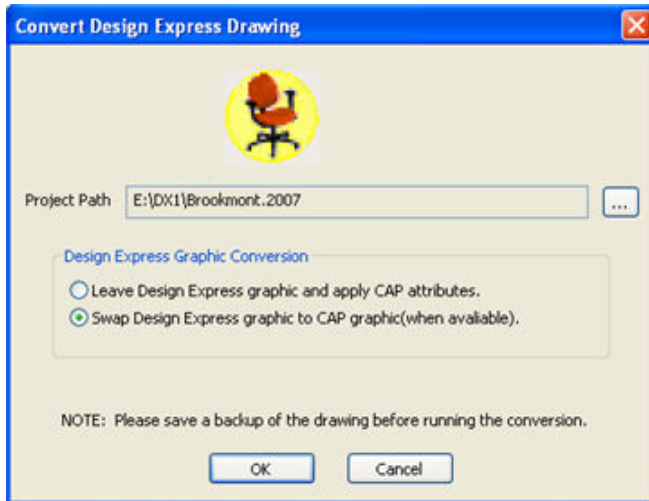 Convert Design Express Drawing
Project Path E:\DX1\Brookmont.2007 ...
Design Express Graphic Conversion
Leave Design Express graphic and apply CAP attributes.
Swap Design Express graphic to CAP graphic(when avaliable).
NOTE: Please save a backup of the drawing before running the conversion.
OK Cancel